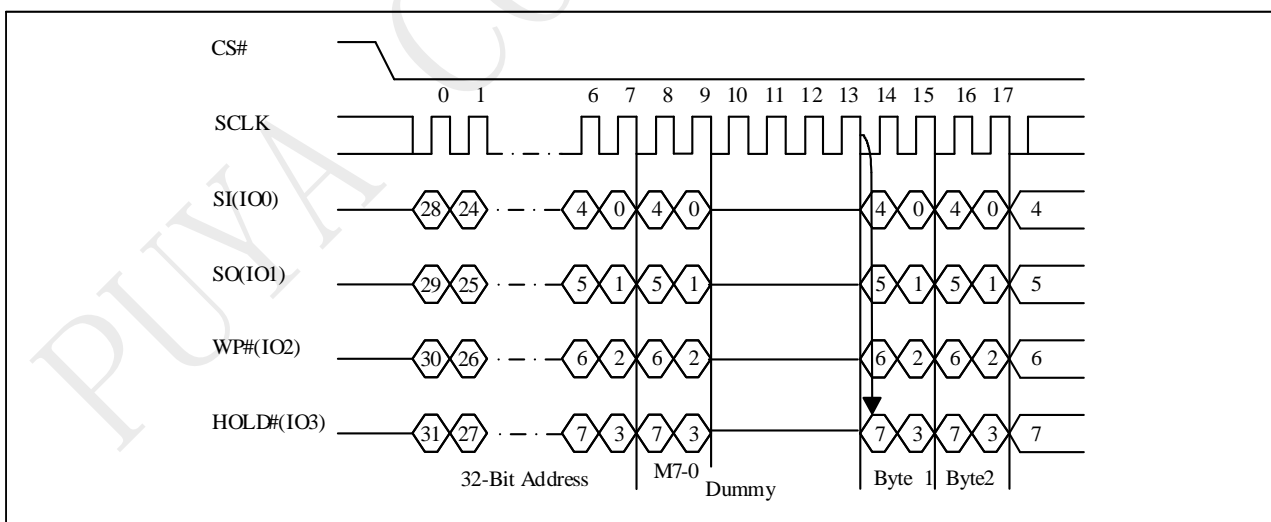 PUYA CO
CS#
0 1 6 7 8 9 10 11 12 13 14 15 16 17
SCLK
SI(IO0) 28 24 4 0 4 0 4 0 4 0 4
SO(IO1) 29 25 5 1 5 1 5 1 5 1 5
WP#(IO2) 30 26 6 2 6 2 6 2 6 2 6
HOLD#(IO3) 31 27 7 3 7 3 7 3 7 3 7
32-Bit Address M7-0 Dummy Byte 1 Byte2